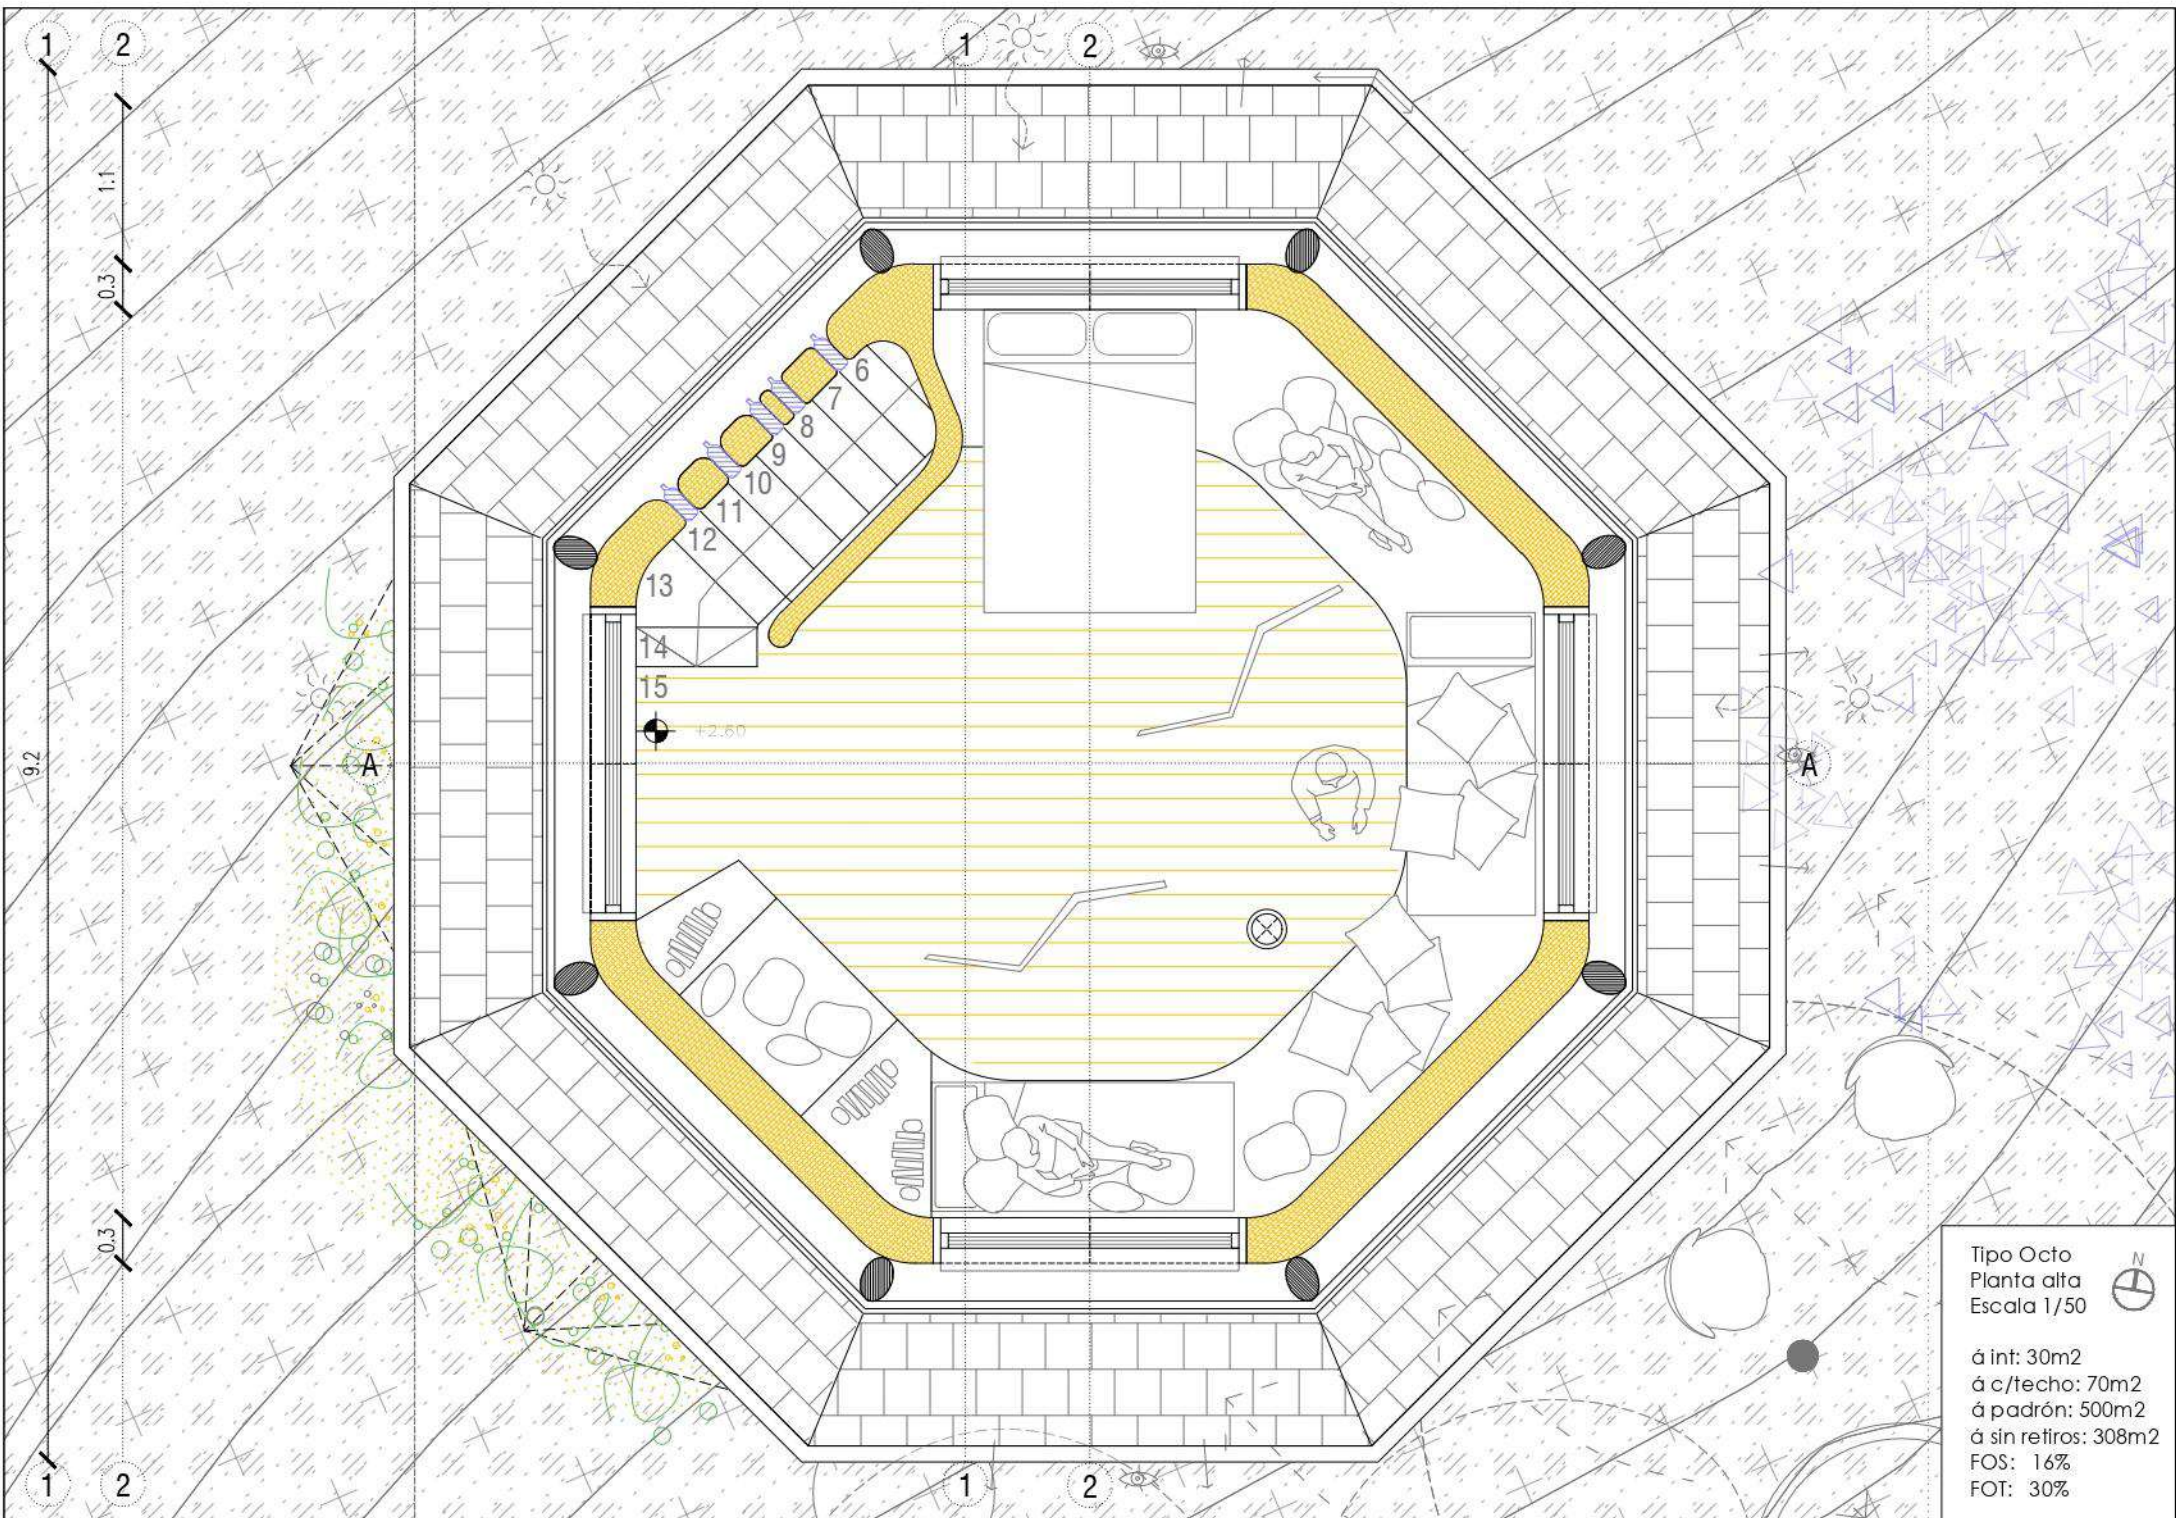 1
2
1
2
1.1
0.3
6
7
8
9
10
11
12
13
14
15
+2.60
9.2
A
A
0.3
Tipo Octo
Planta alta
Escala 1/50
N
á int: 30m2
á c/techo: 70m2
á padrón: 500m2
á sin retiros: 308m2
FOS: 16%
FOT: 30%
1
2
1
2